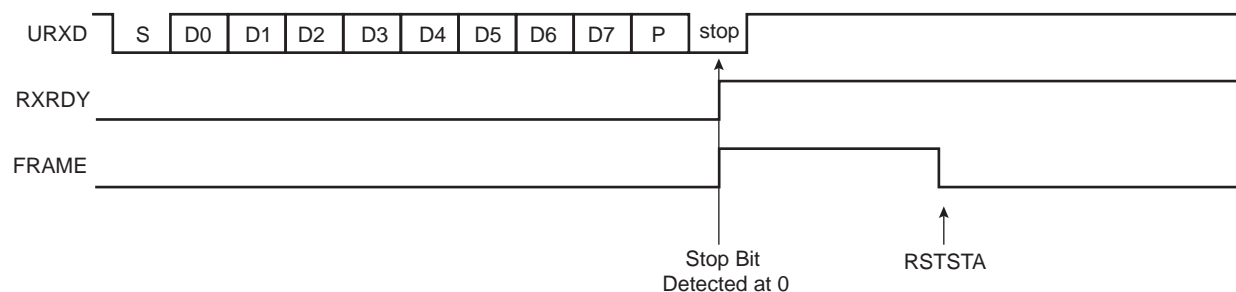 URXD S D0 D1 D2 D3 D4 D5 D6 D7 P stop
RXRDY
FRAME
Stop Bit
Detected at 0
RSTSTA